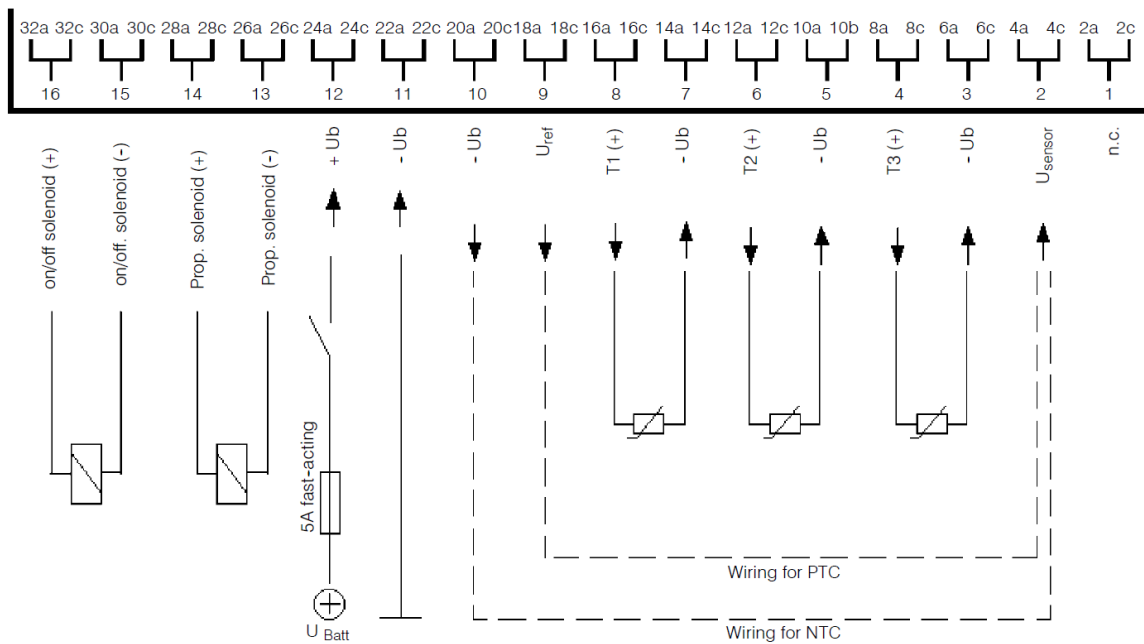 32a 32c 30a 30c 28a 28c 26a 26c 24a 24c 22a 22c 20a 20c 18a 18c 16a 16c 14a 14c 12a 12c 10a 10b 8a 8c 6a 6c 4a 4c 2a 2c
16 15 14 13 12 11 10 9 8 7 6 5 4 3 2 1
on/off solenoid (+)
on/off. solenoid (-)
Prop. solenoid (+)
Prop. solenoid (-)
+ Ub
- Ub
- Ub
Uref
T1 (+)
- Ub
T2 (+)
- Ub
T3 (+)
- Ub
Usensor
n.c.
5A fast-acting
U Batt
Wiring for PTC
Wiring for NTC